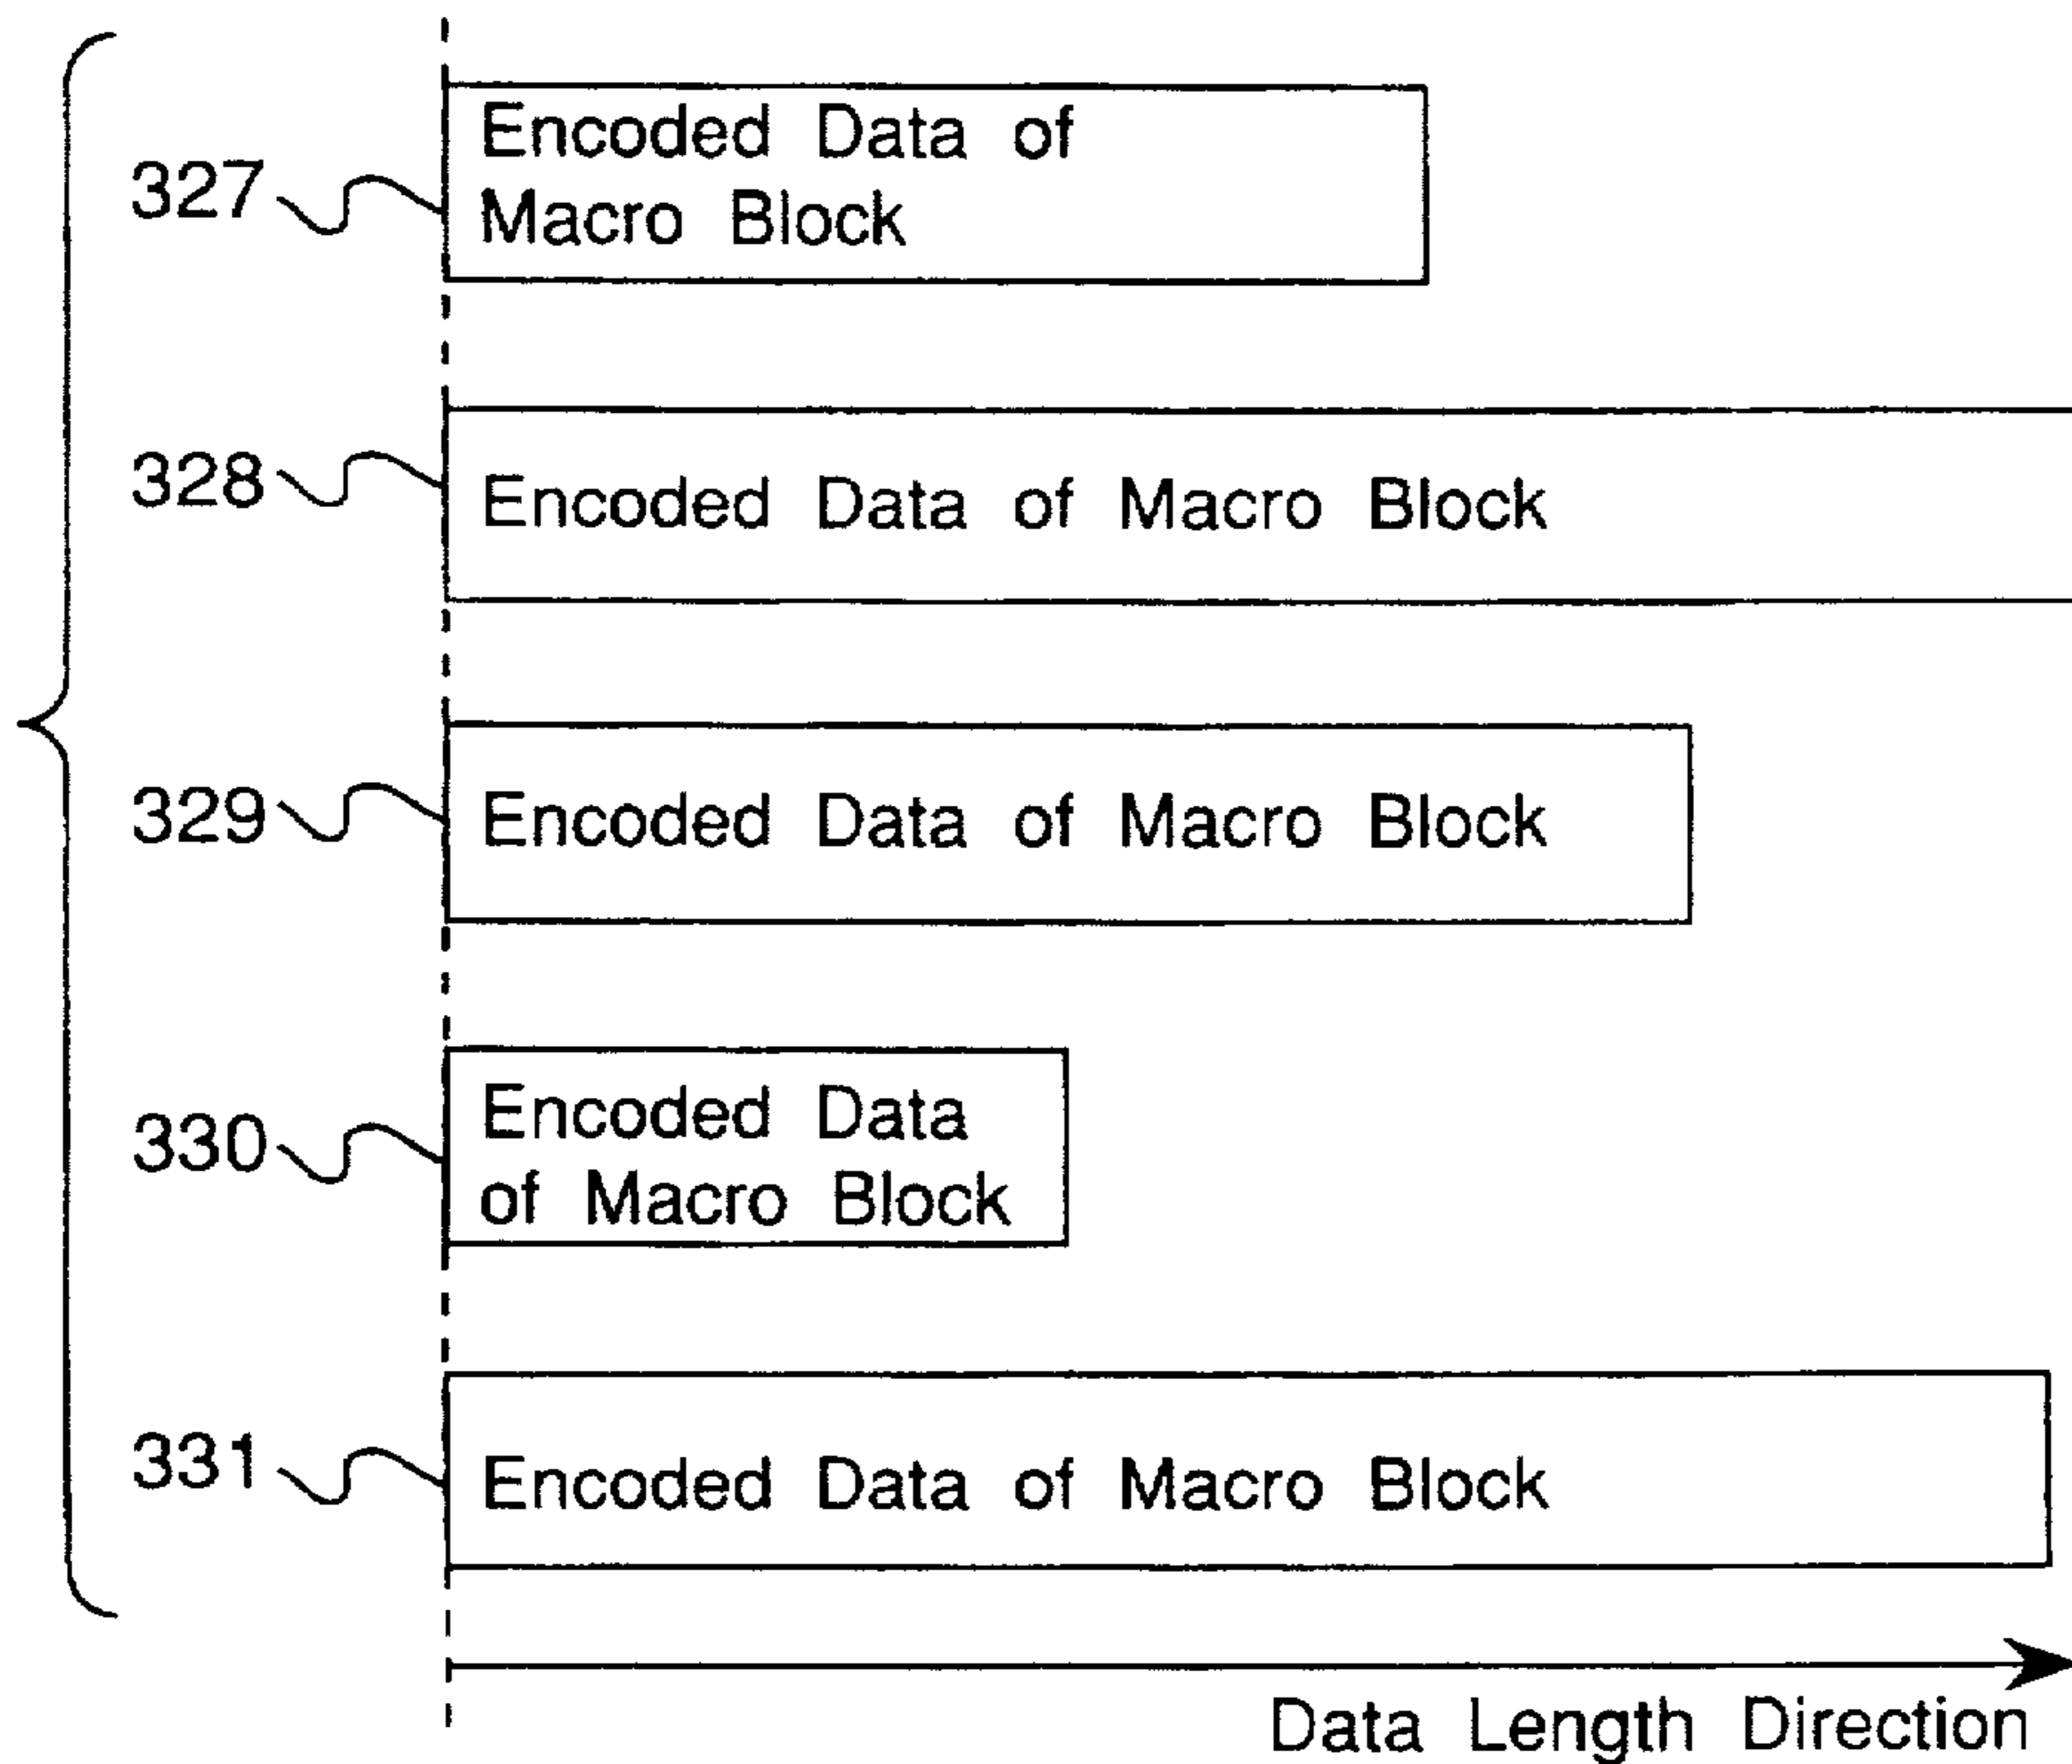 327
Encoded Data of
Macro Block
328
Encoded Data of Macro Block
329
Encoded Data of Macro Block
330
Encoded Data
of Macro Block
331
Encoded Data of Macro Block
Data Length Direction